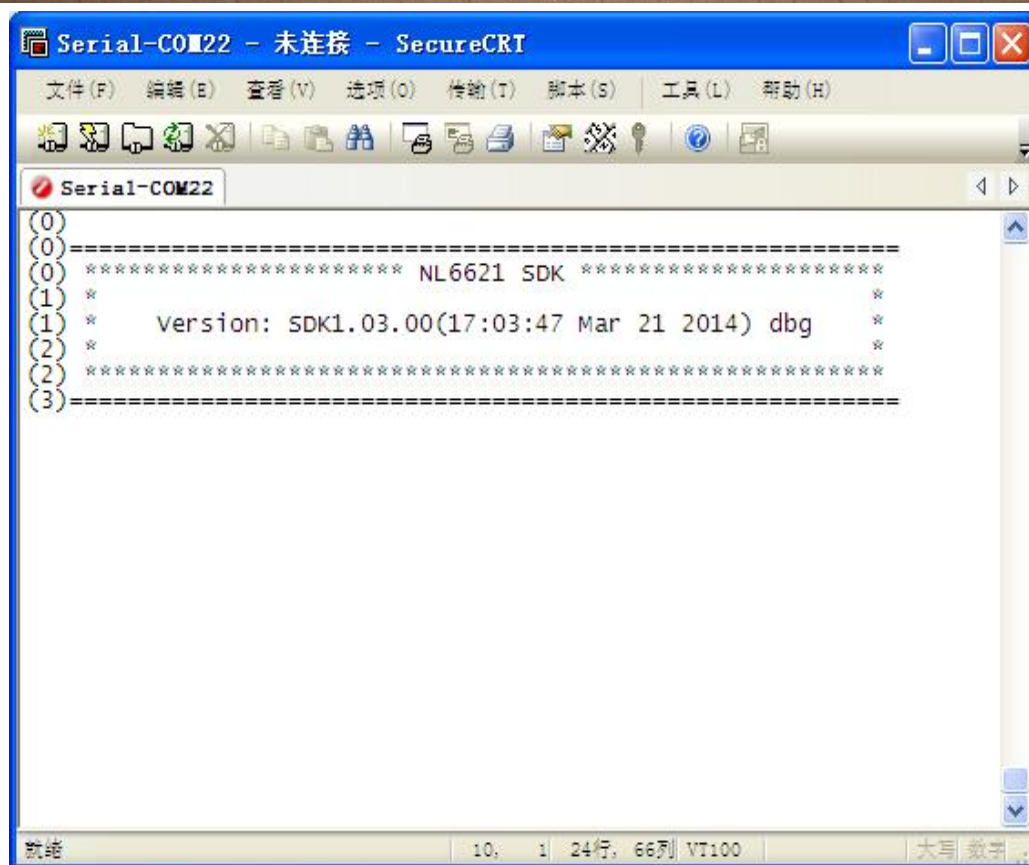 Serial-COM22 - 未连接 - SecureCRT
文件(F) 编辑(E) 查看(V) 选项(O) 传输(T) 脚本(S) 工具(L) 帮助(H)
Serial-COM22
(0)
(0)=========================================================
(0) ********************** NL6621 SDK *********************
(1) * *
(1) * Version: SDK1.03.00(17:03:47 Mar 21 2014) dbg *
(2) * *
(2) *******************************************************
(3)=========================================================
就绪 10, 1 24行, 66列 VT100 大写 数字